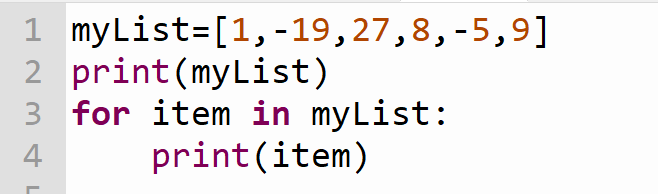 1 myList=[1,-19,27,8,-5,9]
2 print(myList)
3 for item in myList:
4     print(item)
5